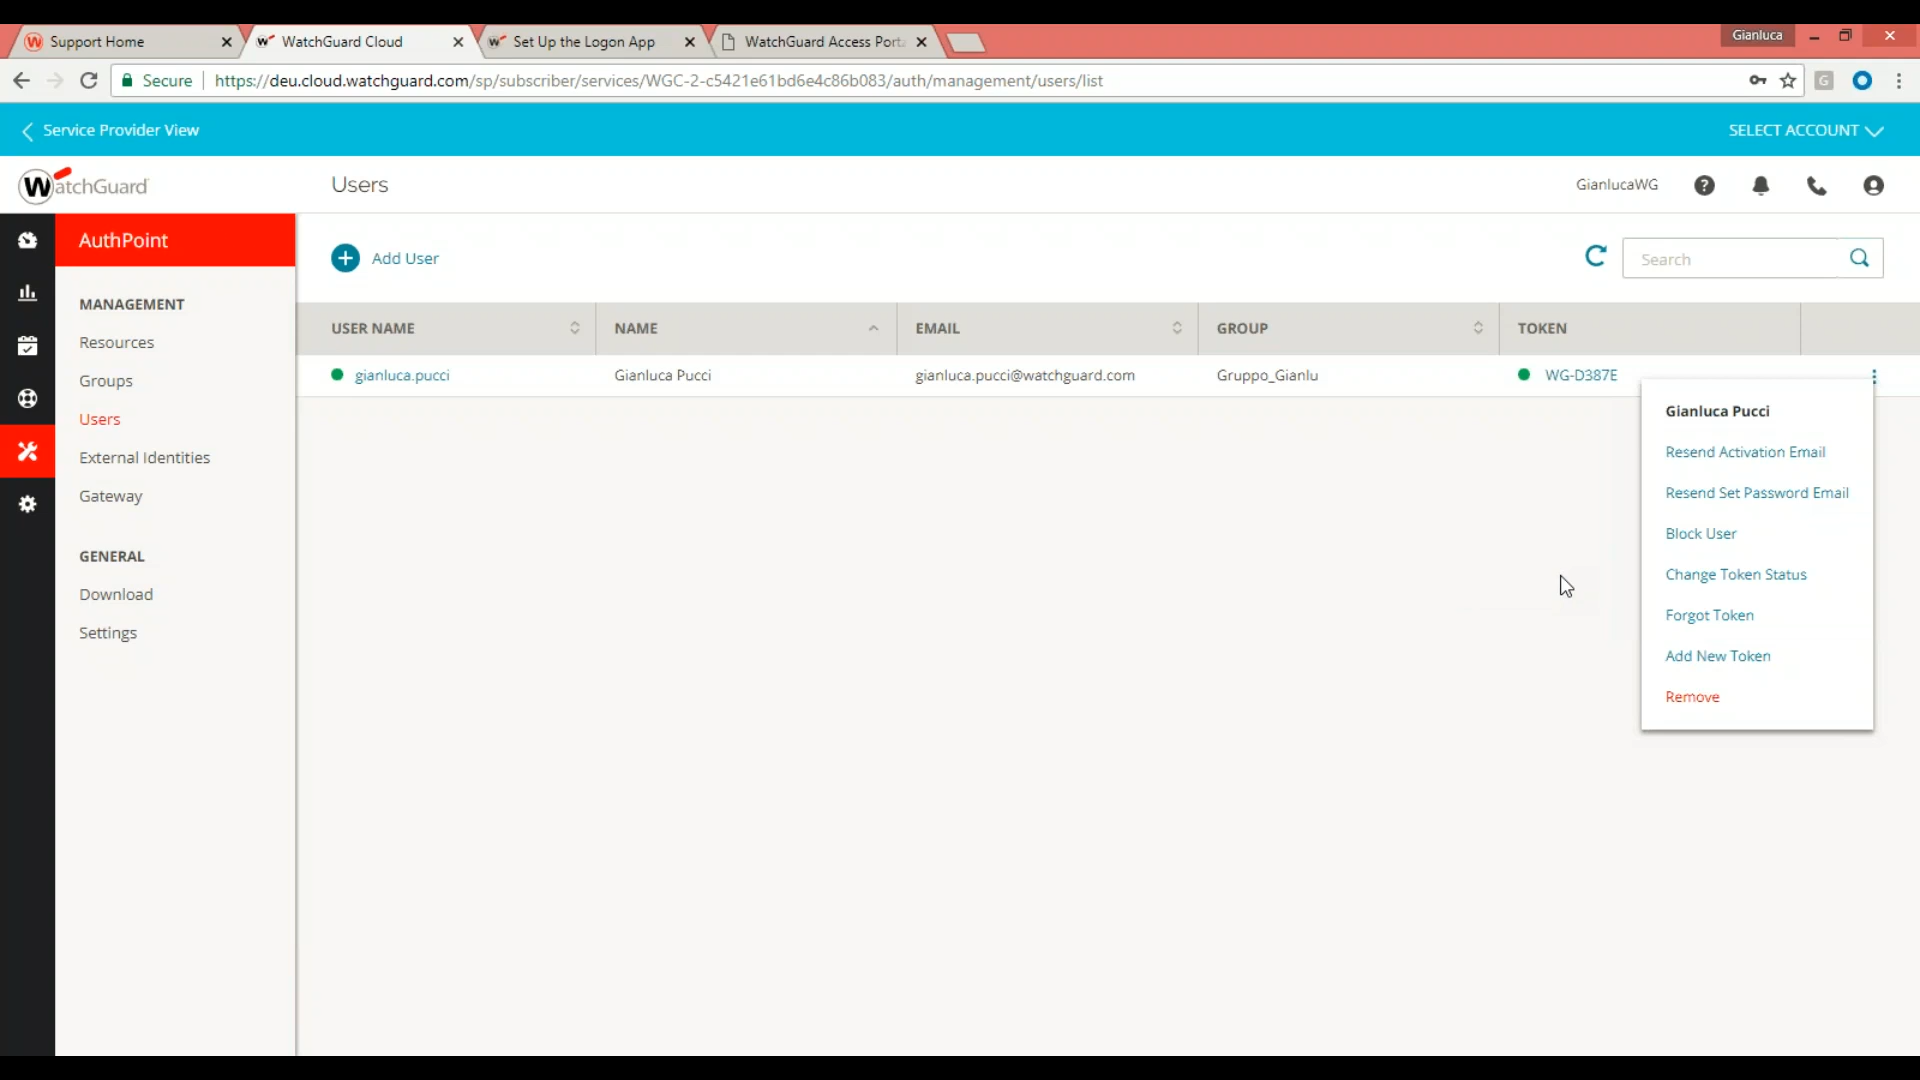 Support Home
WatchGuard Cloud
Set Up the Logon App
WatchGuard Access Port
Gianluca
Secure
https://deu.cloud.watchguard.com/sp/subscriber/services/WGC-2-c5421e61bd6e4c86b083/auth/management/users/list
G
Service Provider View
SELECT ACCOUNT
WatchGuard
Users
GianlucaWG
AuthPoint
Add User
Search
MANAGEMENT
Resources
Groups
Users
External Identities
Gateway
GENERAL
Download
Settings
USER NAME NAME EMAIL GROUP TOKEN
gianluca.pucci Gianluca Pucci gianluca.pucci@watchguard.com Gruppo_Gianlu WG-D387E
Gianluca Pucci
Resend Activation Email
Resend Set Password Email
Block User
Change Token Status
Forgot Token
Add New Token
Remove